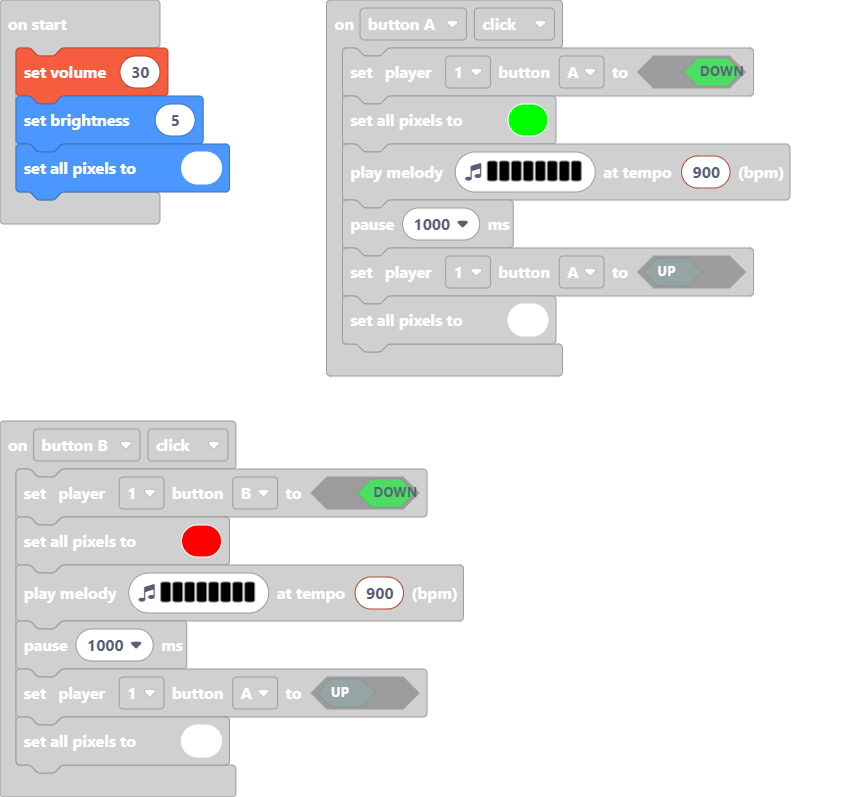 on start
set volume 30
set brightness 5
set all pixels to
on button A click
set player 1 button A to DOWN
set all pixels to
play melody at tempo 900 (bpm)
pause 1000 ms
set player 1 button A to UP
set all pixels to
on button B click
set player 1 button B to DOWN
set all pixels to
play melody at tempo 900 (bpm)
pause 1000 ms
set player 1 button A to UP
set all pixels to